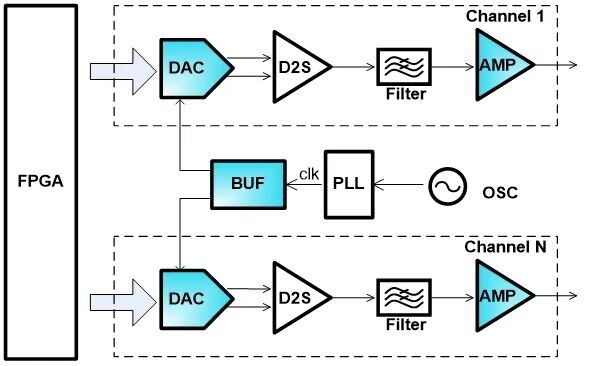 Channel 1
DAC
D2S
Filter
AMP
FPGA
BUF
clk
PLL
OSC
Channel N
DAC
D2S
Filter
AMP